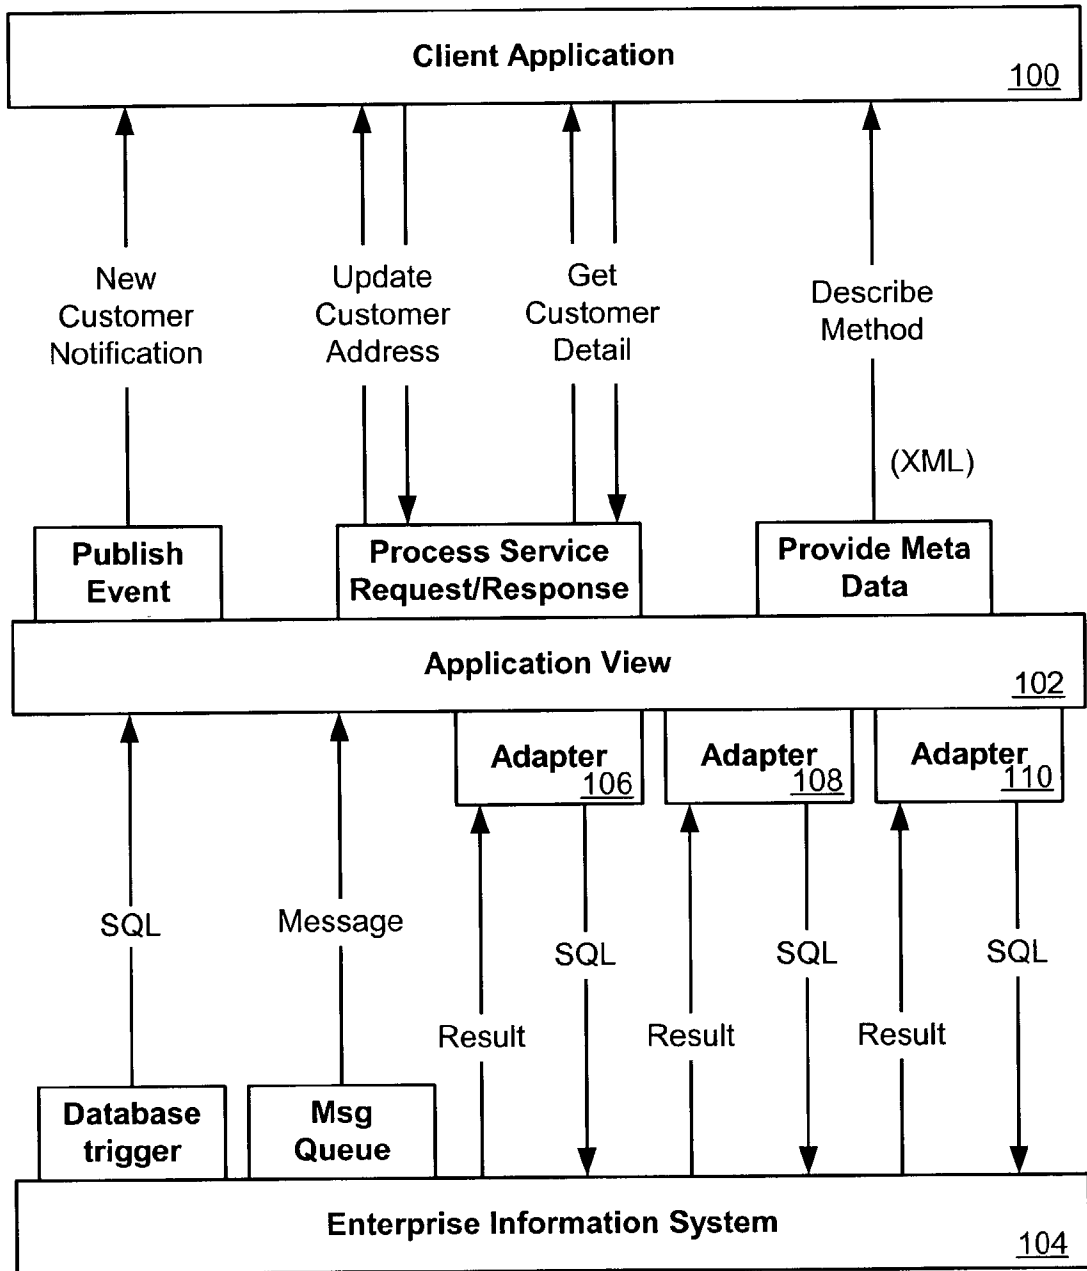 Client Application
100
New
Customer
Notification
Update
Customer
Address
Get
Customer
Detail
Describe
Method
(XML)
Publish
Event
Process Service
Request/Response
Provide Meta
Data
Application View
102
Adapter
106
Adapter
108
Adapter
110
SQL
Message
SQL
SQL
SQL
Result
Result
Result
Database
trigger
Msg
Queue
Enterprise Information System
104